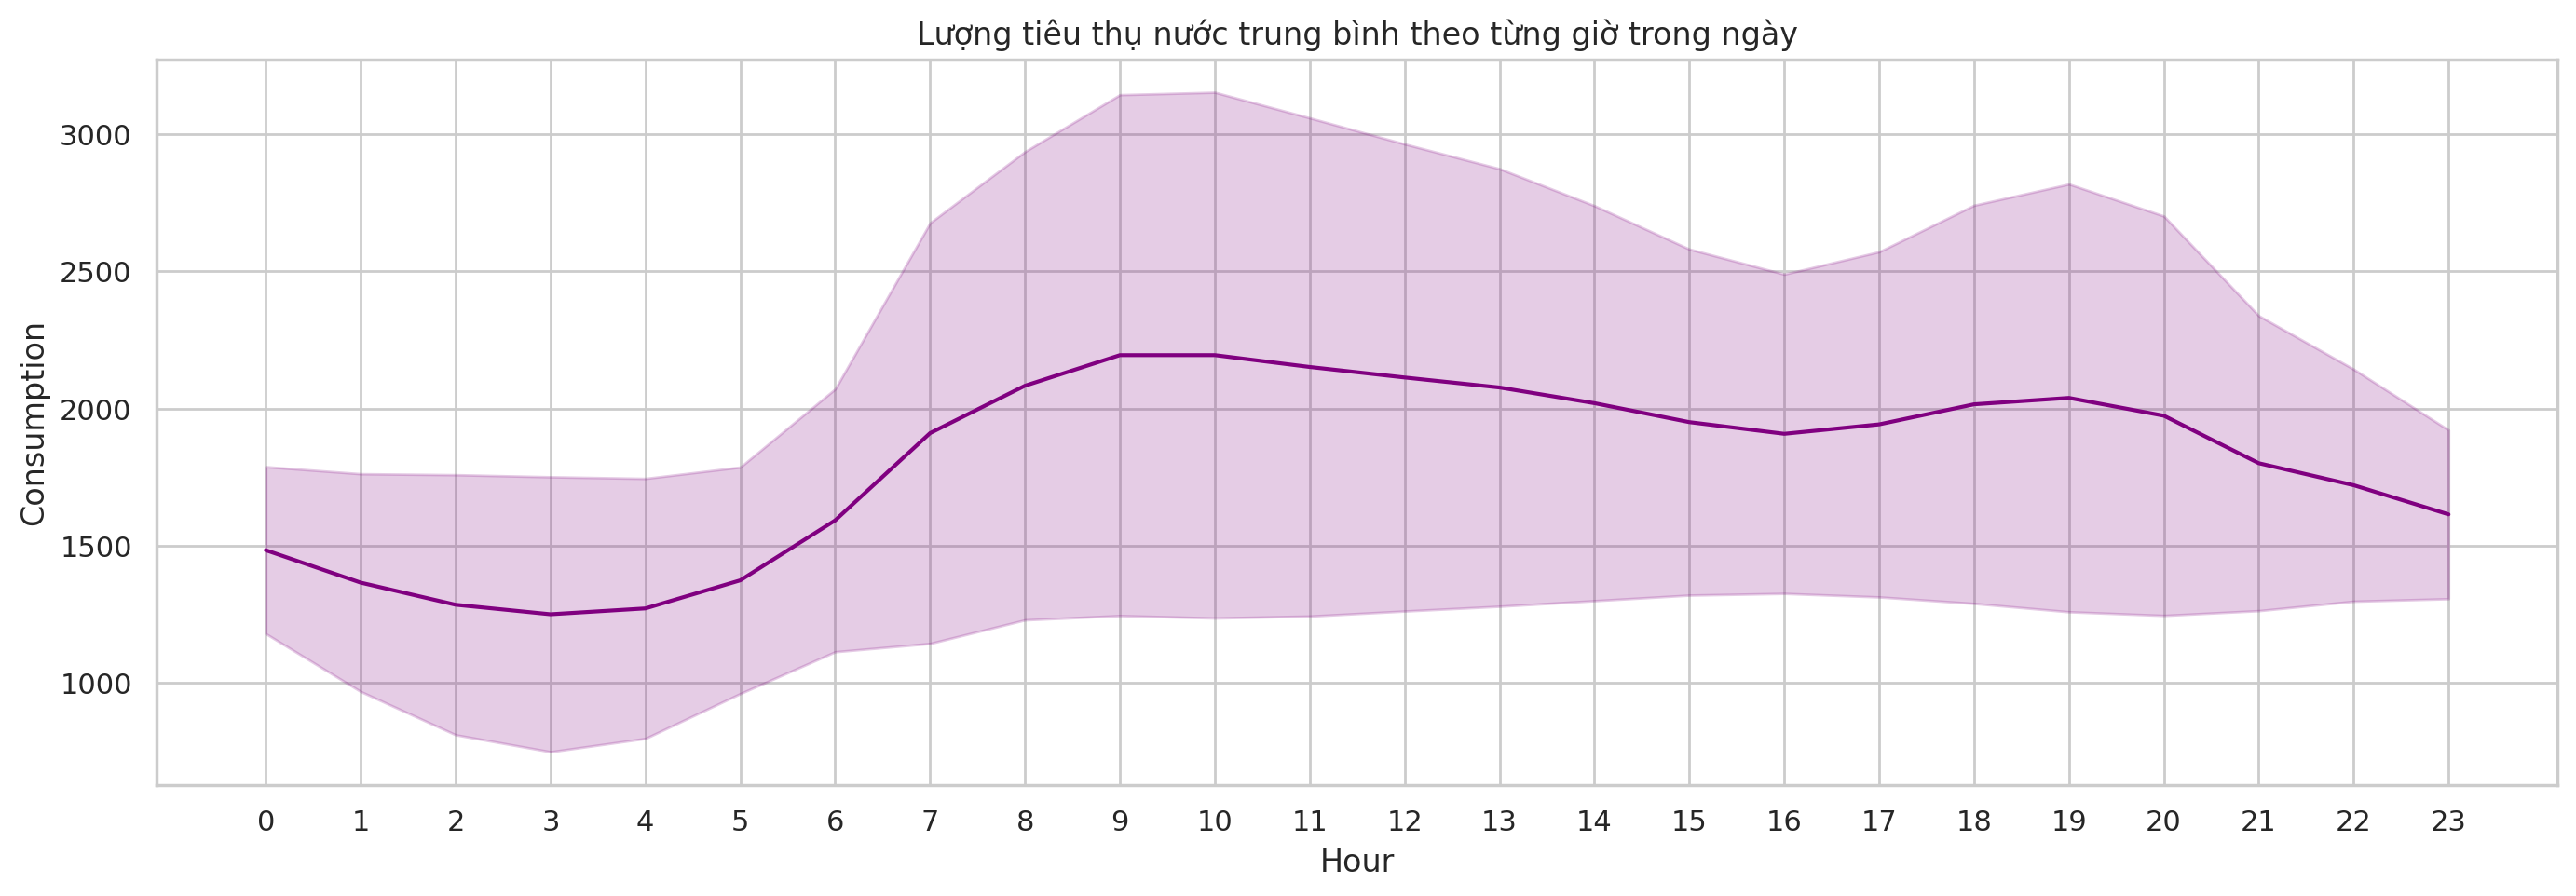 Lượng tiêu thụ nước trung bình theo từng giờ trong ngày
Consumption
3000
2500
2000
1500
1000
0 1 2 3 4 5 6 7 8 9 10 11 12 13 14 15 16 17 18 19 20 21 22 23
Hour